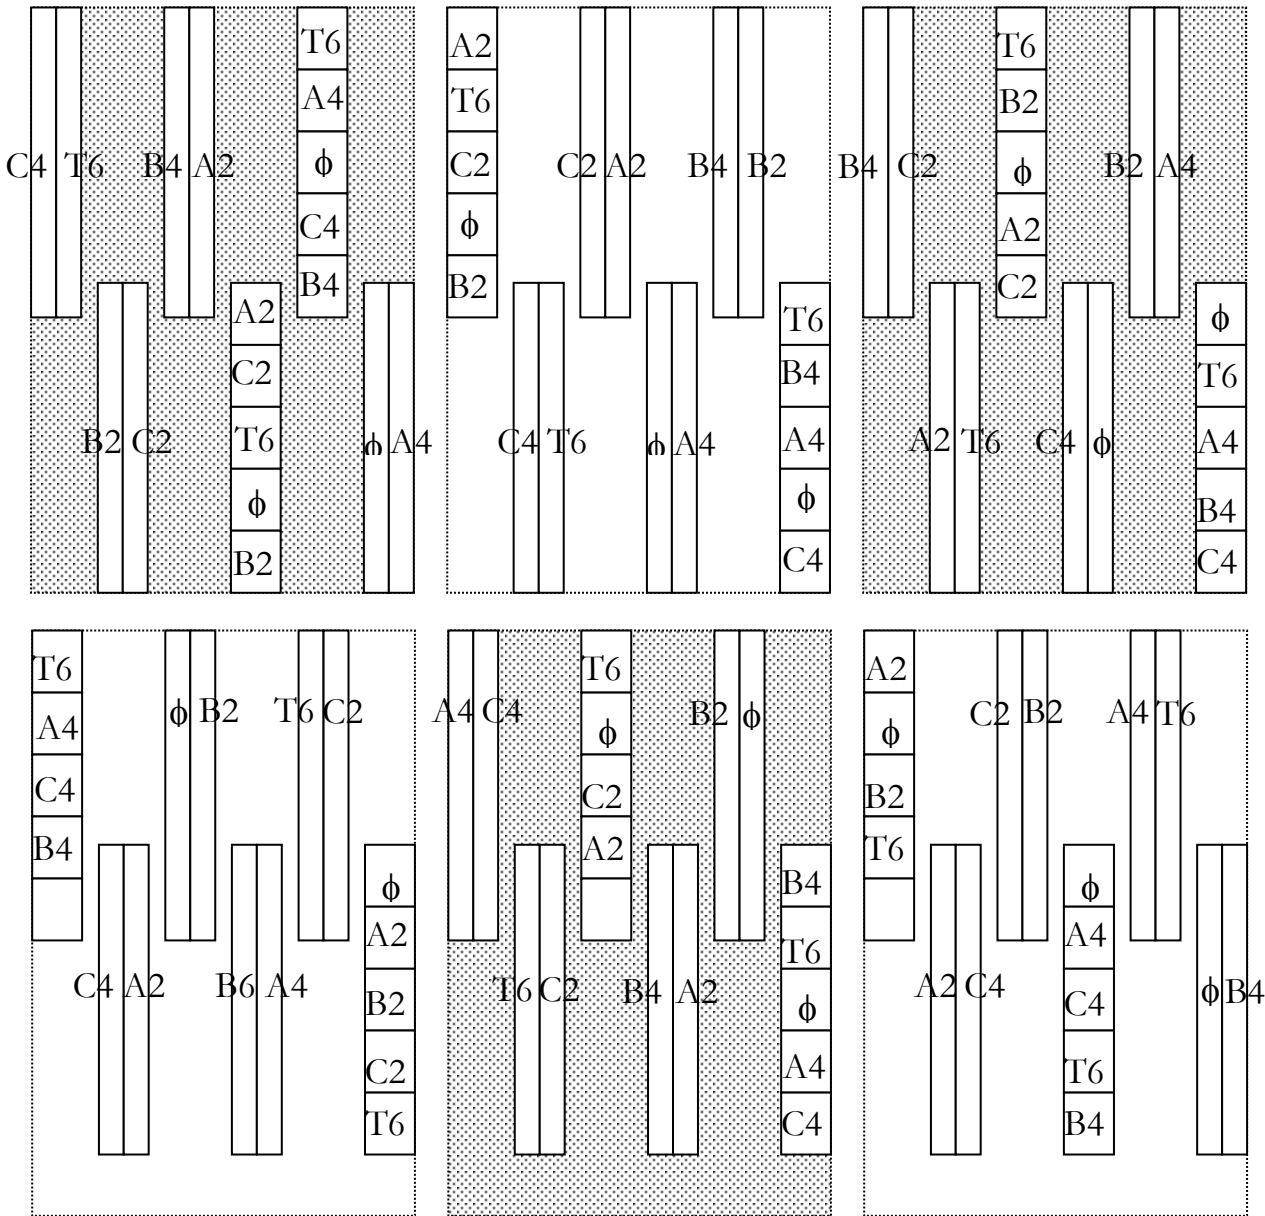 T6
A4
ϕ
C4
B4
C4 T6 B4 A2
A2
C2
T6
ϕ
B2
B2 C2 ϕ A4
A2
T6
C2
ϕ
B2
C2 A2 B4 B2
T6
B4
A4
ϕ
C4
C4 T6 ϕ A4
T6
B2
ϕ
A2
C2
B4 C2 B2 A4
ϕ
T6
A4
B4
C4
A2 T6 C4 ϕ
T6
A4
C4
B4
ϕ B2 T6 C2
ϕ
A2
B2
C2
T6
C4 A2 B6 A4
T6
ϕ
C2
A2
A4 C4 B2 ϕ
B4
T6
ϕ
A4
C4
T6 C2 B4 A2
A2
ϕ
B2
T6
C2 B2 A4 T6
ϕ
A4
C4
T6
B4
A2 C4 ϕ B4